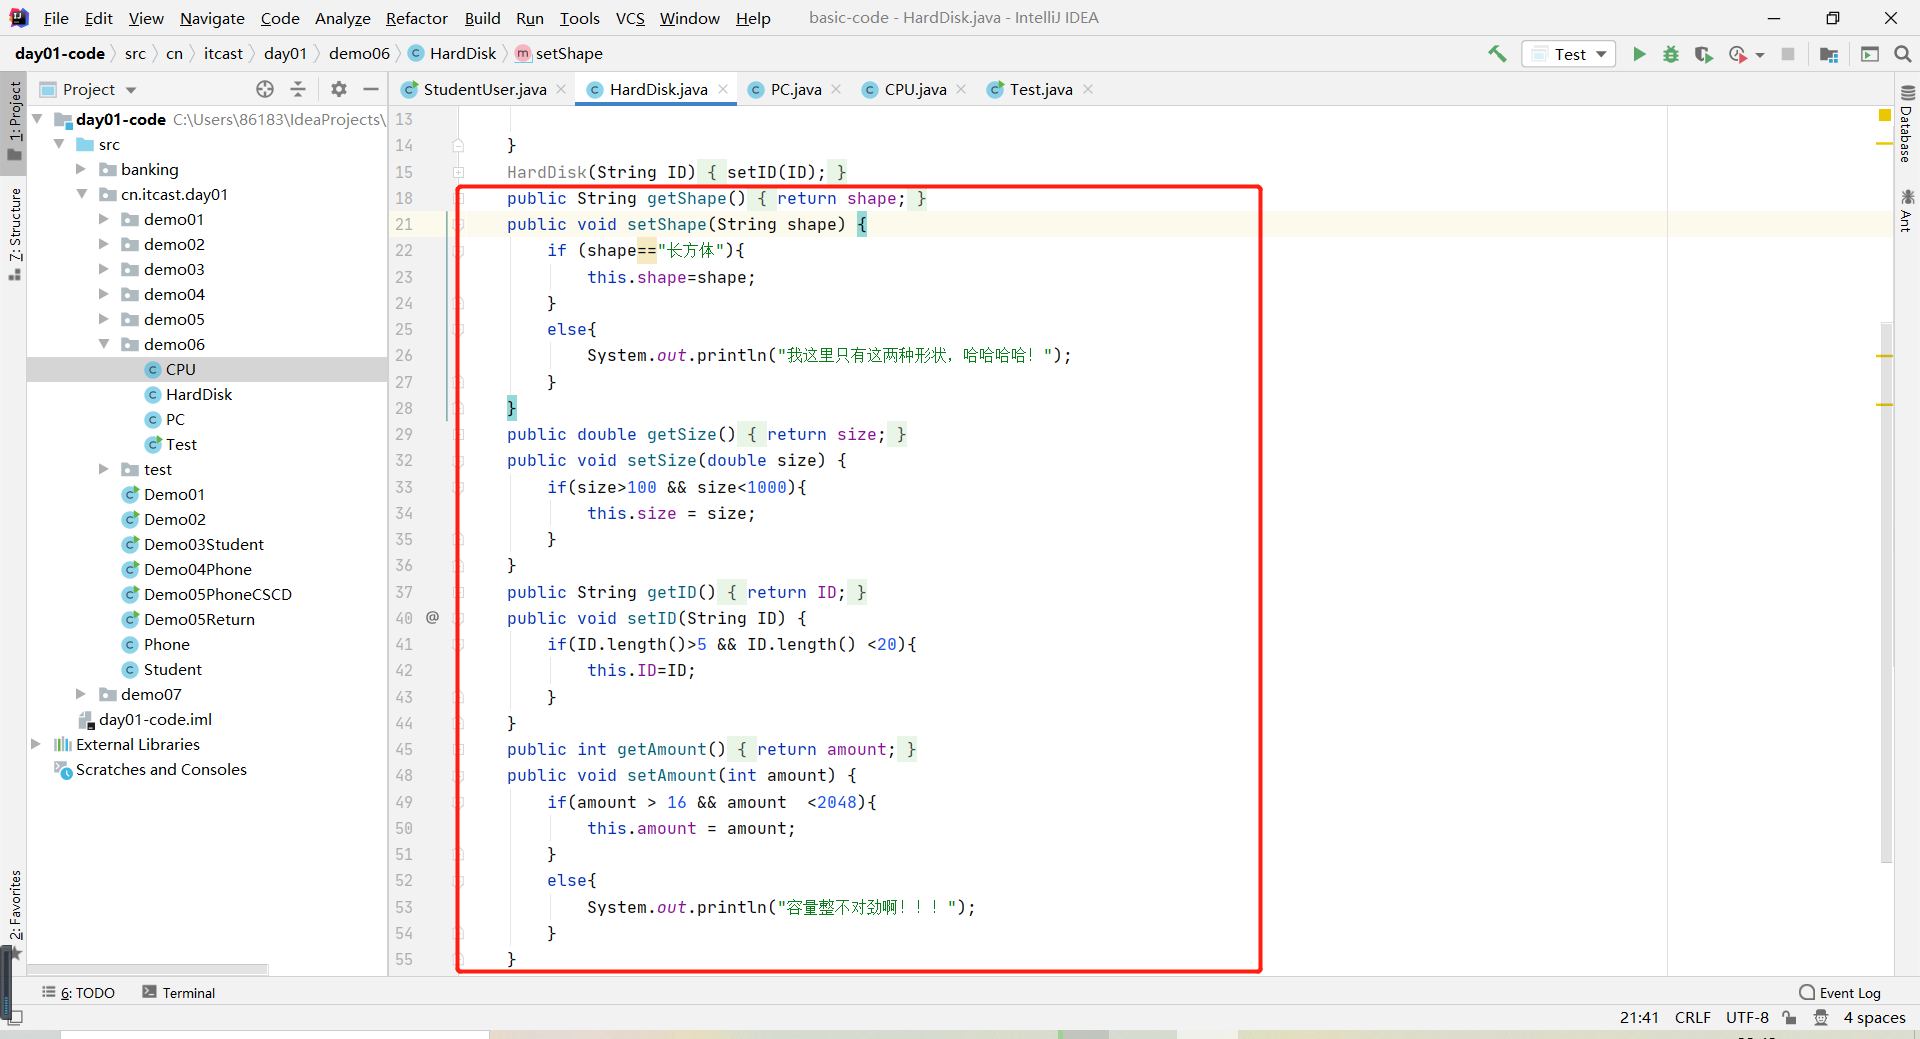 File Edit View Navigate Code Analyze Refactor Build Run Tools VCS Window Help basic-code - HardDisk.java - IntelliJ IDEA
day01-code src cn itcast day01 demo06 HardDisk setShape
Test
Project
StudentUser.java HardDisk.java PC.java CPU.java Test.java
1: Project
7: Structure
2: Favorites
day01-code C:\Users\86183\IdeaProjects\
src
banking
cn.itcast.day01
demo01
demo02
demo03
demo04
demo05
demo06
CPU
HardDisk
PC
Test
test
Demo01
Demo02
Demo03Student
Demo04Phone
Demo05PhoneCSCD
Demo05Return
Phone
Student
demo07
day01-code.iml
External Libraries
Scratches and Consoles
13
14 }
15 HardDisk(String ID) { setID(ID); }
18 public String getShape() { return shape; }
21 public void setShape(String shape) {
22 if (shape=="长方体"){
23 this.shape=shape;
24 }
25 else{
26 System.out.println("我这里只有这两种形状，哈哈哈哈！");
27 }
28 }
29 public double getSize() { return size; }
32 public void setSize(double size) {
33 if(size>100 && size<1000){
34 this.size = size;
35 }
36 }
37 public String getID() { return ID; }
40 @ public void setID(String ID) {
41 if(ID.length()>5 && ID.length() <20){
42 this.ID=ID;
43 }
44 }
45 public int getAmount() { return amount; }
48 public void setAmount(int amount) {
49 if(amount > 16 && amount  <2048){
50 this.amount = amount;
51 }
52 else{
53 System.out.println("容量整不对劲啊！！！");
54 }
55 }
Database
Ant
6: TODO Terminal Event Log
21:41 CRLF UTF-8 4 spaces